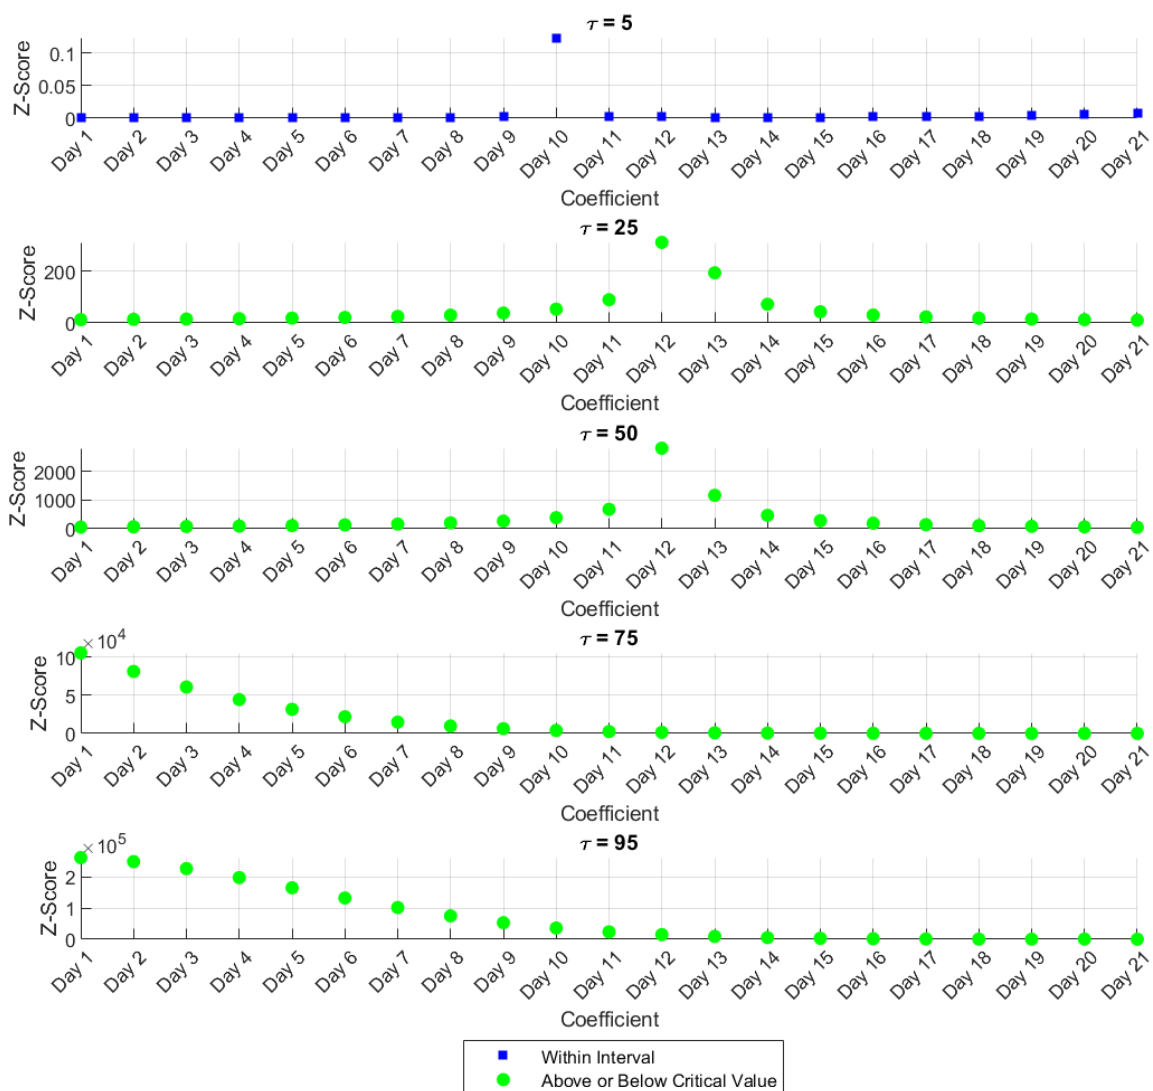 τ = 5
Z-Score
0.1
0.05
0
Day 1 Day 2 Day 3 Day 4 Day 5 Day 6 Day 7 Day 8 Day 9 Day 10 Day 11 Day 12 Day 13 Day 14 Day 15 Day 16 Day 17 Day 18 Day 19 Day 20 Day 21
Coefficient
τ = 25
Z-Score
200
0
Day 1 Day 2 Day 3 Day 4 Day 5 Day 6 Day 7 Day 8 Day 9 Day 10 Day 11 Day 12 Day 13 Day 14 Day 15 Day 16 Day 17 Day 18 Day 19 Day 20 Day 21
Coefficient
τ = 50
Z-Score
2000
1000
0
Day 1 Day 2 Day 3 Day 4 Day 5 Day 6 Day 7 Day 8 Day 9 Day 10 Day 11 Day 12 Day 13 Day 14 Day 15 Day 16 Day 17 Day 18 Day 19 Day 20 Day 21
Coefficient
τ = 75
× 10⁴
Z-Score
10
5
0
Day 1 Day 2 Day 3 Day 4 Day 5 Day 6 Day 7 Day 8 Day 9 Day 10 Day 11 Day 12 Day 13 Day 14 Day 15 Day 16 Day 17 Day 18 Day 19 Day 20 Day 21
Coefficient
τ = 95
× 10⁵
Z-Score
2
1
0
Day 1 Day 2 Day 3 Day 4 Day 5 Day 6 Day 7 Day 8 Day 9 Day 10 Day 11 Day 12 Day 13 Day 14 Day 15 Day 16 Day 17 Day 18 Day 19 Day 20 Day 21
Coefficient
Within Interval
Above or Below Critical Value